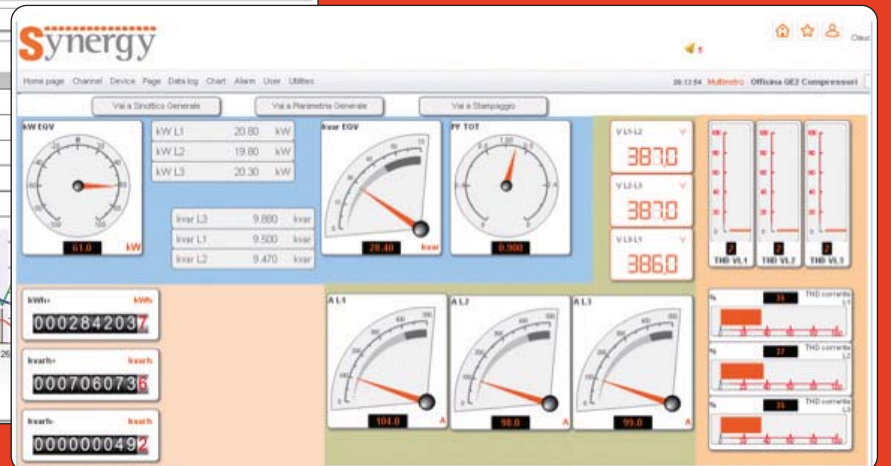 Synergy
5
Claud
Home page Channel Device Page Data log Chart Alarm User Utilities
Multimetro Officina GE2 Compressori
Vai a Sinottico Generale
Vai a Planimetria Generale
Vai a Stampaggio
kW EQV
61.0 kW
kW L1 20.80 kW
kW L2 19.80 kW
kW L3 20.30 kW
kvar L3 9.880 kvar
kvar L1 9.500 kvar
kvar L2 9.470 kvar
kvar EQV
28.40 kvar
PF TOT
0.900
V L1-L2 V
387,0
V L2-L3 V
387,0
V L3-L1 V
386,0
2 2 2
THD VL1 THD VL2 THD VL3
kWh+ kWh
0002842037
kvarh+ kvarh
0007060736
kvarh- kvarh
0000000492
A L1
104.0 A
A L2
98.0 A
A L3
99.0 A
% 36 THD corrente L1
% 37 THD corrente L2
% 36 THD corrente L3